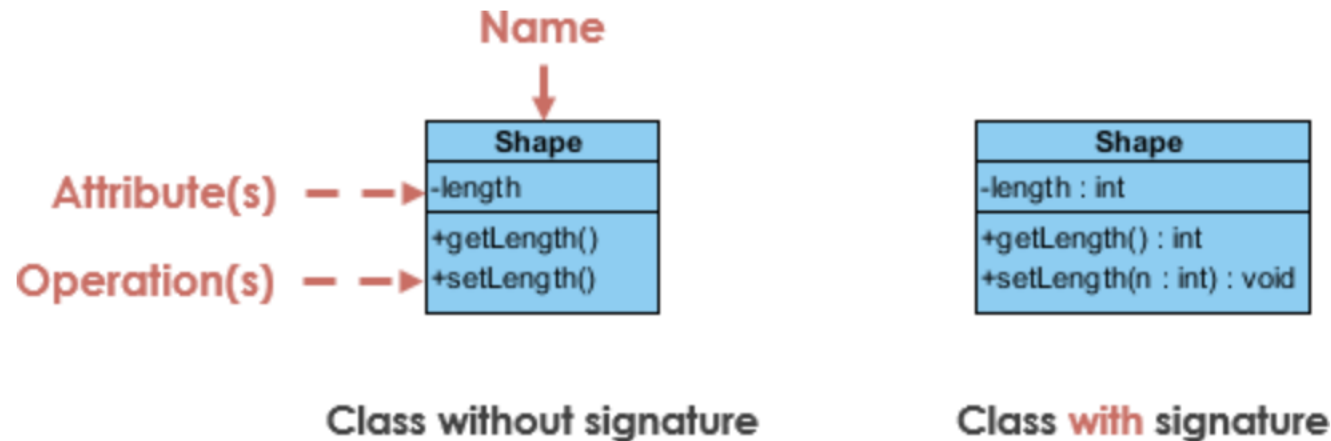 Name
Shape
Attribute(s)
-length
+getLength()
Operation(s)
+setLength()
Class without signature
Shape
-length : int
+getLength() : int
+setLength(n : int) : void
Class with signature